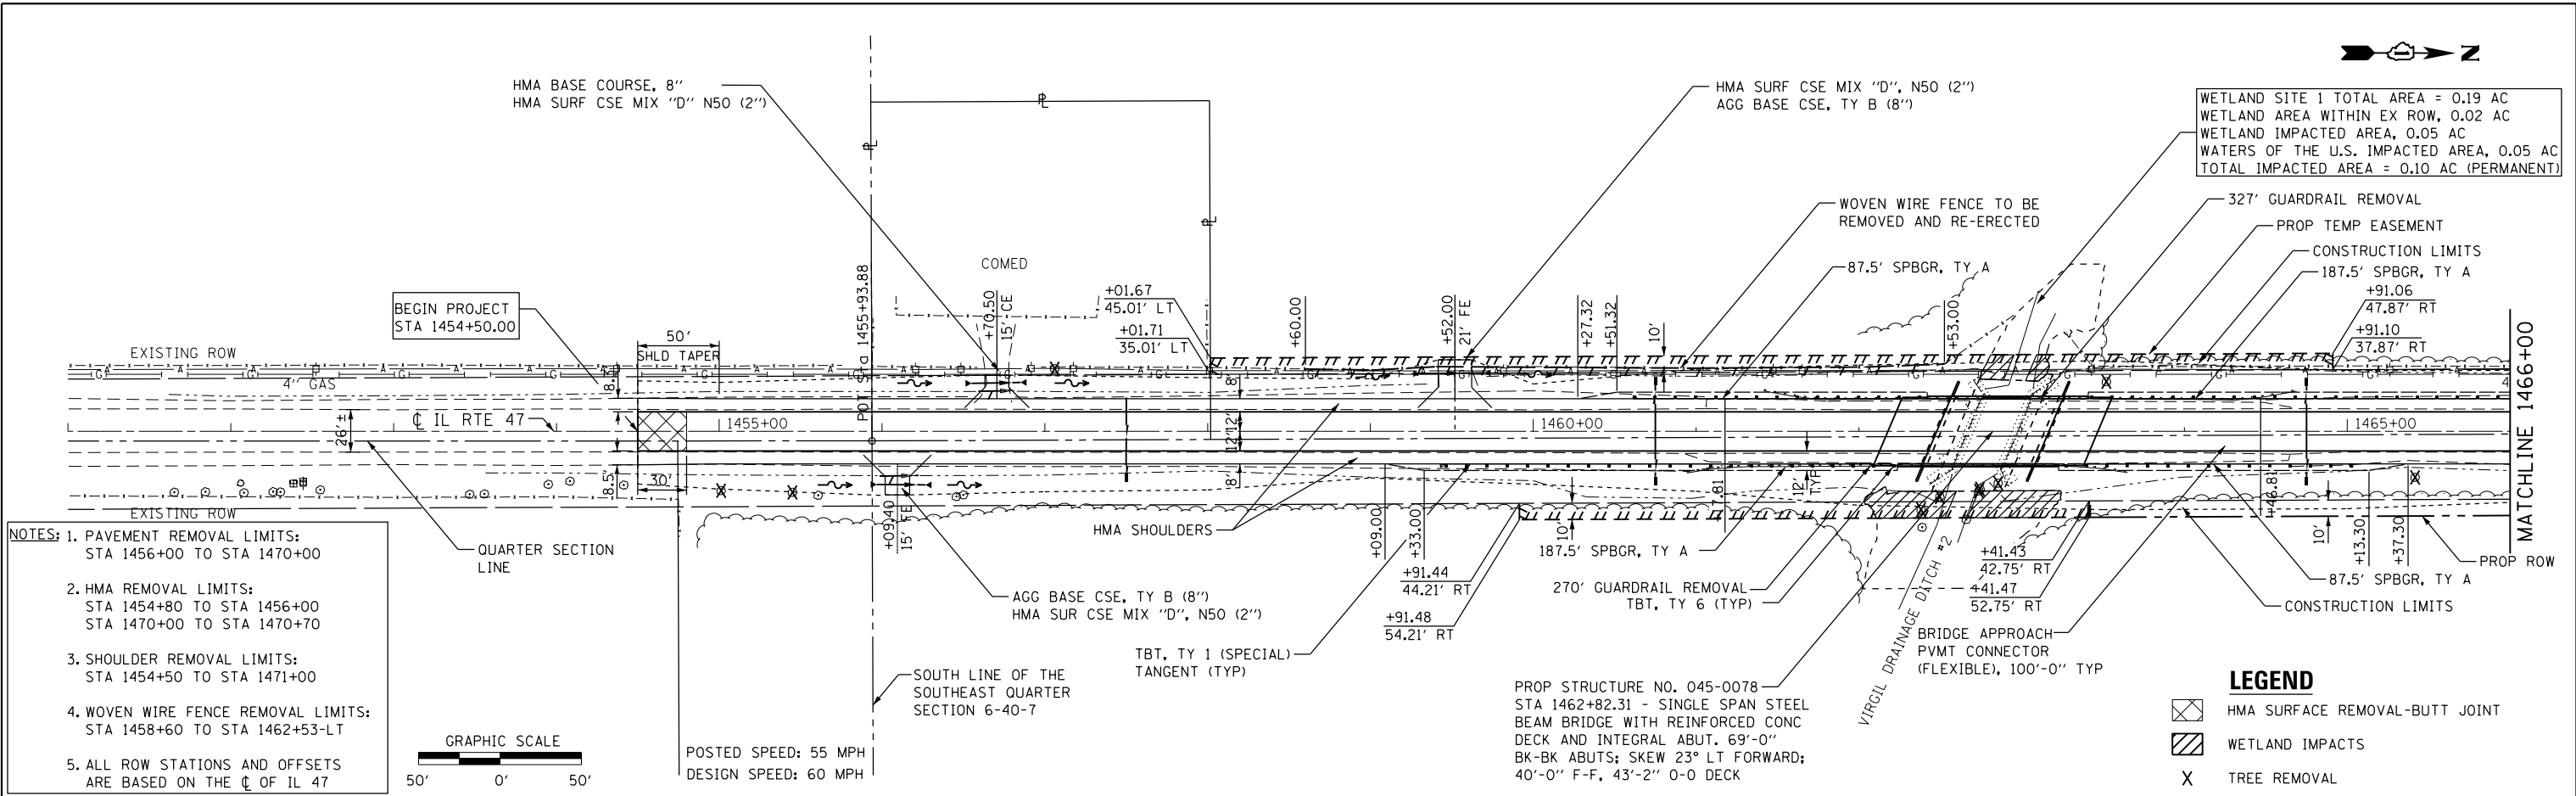 N
HMA BASE COURSE, 8"
HMA SURF CSE MIX "D" N50 (2")
HMA SURF CSE MIX "D", N50 (2")
AGG BASE CSE, TY B (8")
WETLAND SITE 1 TOTAL AREA = 0.19 AC
WETLAND AREA WITHIN EX ROW, 0.02 AC
WETLAND IMPACTED AREA, 0.05 AC
WATERS OF THE U.S. IMPACTED AREA, 0.05 AC
TOTAL IMPACTED AREA = 0.10 AC (PERMANENT)
WOVEN WIRE FENCE TO BE
REMOVED AND RE-ERECTED
327' GUARDRAIL REMOVAL
PROP TEMP EASEMENT
CONSTRUCTION LIMITS
187.5' SPBGR, TY A
87.5' SPBGR, TY A
COMED
BEGIN PROJECT
STA 1454+50.00
POT Sta 1455+93.88
+70.50
15' CE
+01.67
45.01' LT
+01.71
35.01' LT
+60.00
+52.00
21' FE
+27.32
+51.32
10'
+53.00
+91.06
47.87' RT
+91.10
37.87' RT
MATCHLINE 1466+00
EXISTING ROW
4" GAS
50'
SHLD TAPER
8.5'
8'
26'±
℄ IL RTE 47
1455+00
12'
12'
1460+00
1465+00
8.5'
30'
8'
12'
TYP
+46.81
EXISTING ROW
+09.40
15' FE
HMA SHOULDERS
+09.00
+33.00
10'
187.5' SPBGR, TY A
+91.44
44.21' RT
+91.48
54.21' RT
270' GUARDRAIL REMOVAL
TBT, TY 6 (TYP)
VIRGIL DRAINAGE DITCH #2
+41.43
42.75' RT
+41.47
52.75' RT
10'
+13.30
+37.30
PROP ROW
87.5' SPBGR, TY A
CONSTRUCTION LIMITS
QUARTER SECTION
LINE
AGG BASE CSE, TY B (8")
HMA SUR CSE MIX "D", N50 (2")
TBT, TY 1 (SPECIAL)
TANGENT (TYP)
BRIDGE APPROACH
PVMT CONNECTOR
(FLEXIBLE), 100'-0" TYP
SOUTH LINE OF THE
SOUTHEAST QUARTER
SECTION 6-40-7
PROP STRUCTURE NO. 045-0078
STA 1462+82.31 - SINGLE SPAN STEEL
BEAM BRIDGE WITH REINFORCED CONC
DECK AND INTEGRAL ABUT. 69'-0"
BK-BK ABUTS; SKEW 23° LT FORWARD;
40'-0" F-F, 43'-2" O-O DECK
NOTES: 1. PAVEMENT REMOVAL LIMITS:
STA 1456+00 TO STA 1470+00
2. HMA REMOVAL LIMITS:
STA 1454+80 TO STA 1456+00
STA 1470+00 TO STA 1470+70
3. SHOULDER REMOVAL LIMITS:
STA 1454+50 TO STA 1471+00
4. WOVEN WIRE FENCE REMOVAL LIMITS:
STA 1458+60 TO STA 1462+53-LT
5. ALL ROW STATIONS AND OFFSETS
ARE BASED ON THE ℄ OF IL 47
GRAPHIC SCALE
50' 0' 50'
POSTED SPEED: 55 MPH
DESIGN SPEED: 60 MPH
LEGEND
HMA SURFACE REMOVAL-BUTT JOINT
WETLAND IMPACTS
X TREE REMOVAL